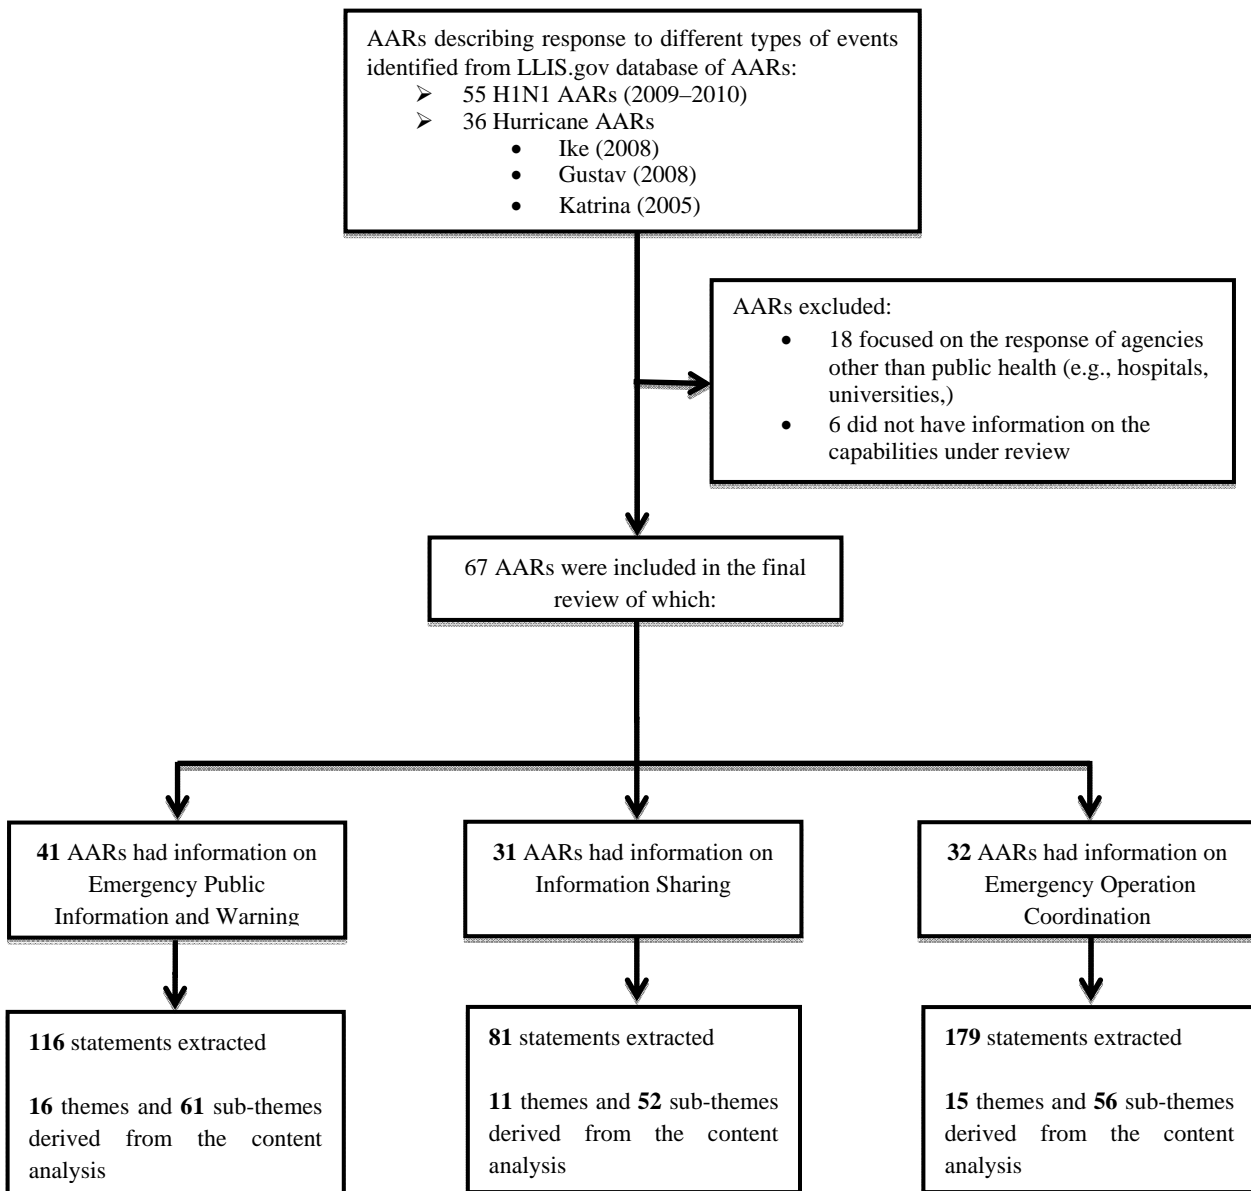 AARs describing response to different types of events
identified from LLIS.gov database of AARs:
➢ 55 H1N1 AARs (2009–2010)
➢ 36 Hurricane AARs
• Ike (2008)
• Gustav (2008)
• Katrina (2005)
AARs excluded:
• 18 focused on the response of agencies
other than public health (e.g., hospitals,
universities,)
• 6 did not have information on the
capabilities under review
67 AARs were included in the final
review of which:
41 AARs had information on
Emergency Public
Information and Warning
31 AARs had information on
Information Sharing
32 AARs had information on
Emergency Operation
Coordination
116 statements extracted
16 themes and 61 sub-themes
derived from the content
analysis
81 statements extracted
11 themes and 52 sub-themes
derived from the content
analysis
179 statements extracted
15 themes and 56 sub-themes
derived from the content
analysis